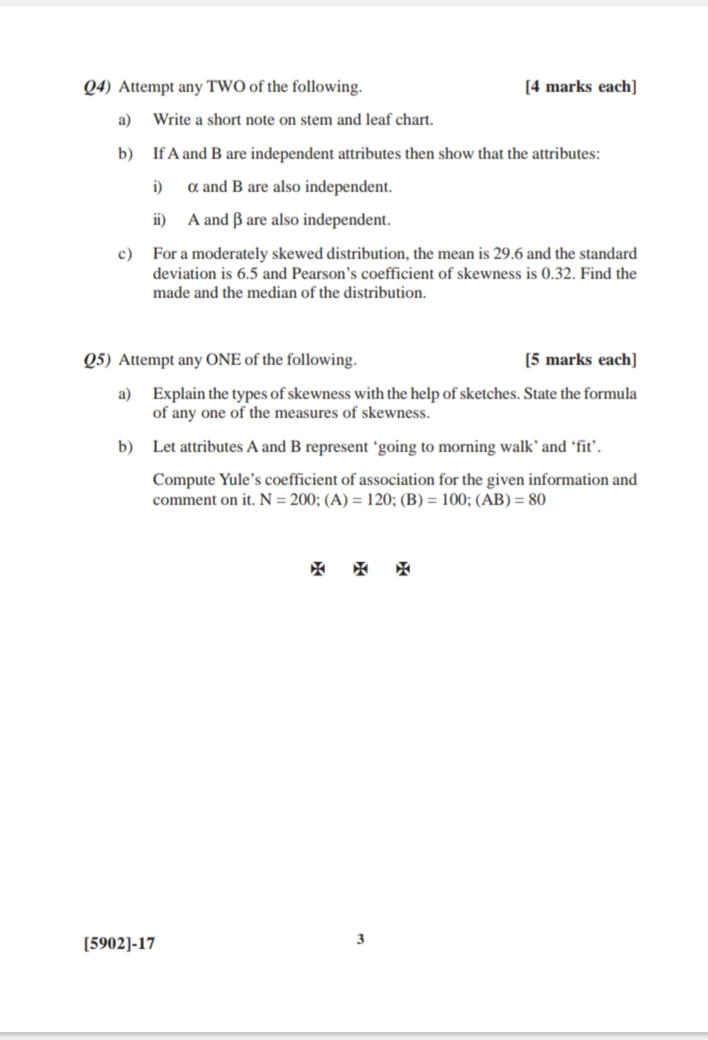 Q4) Attempt any TWO of the following. [4 marks each]
a) Write a short note on stem and leaf chart.
b) If A and B are independent attributes then show that the attributes:
i) α and B are also independent.
ii) A and β are also independent.
c) For a moderately skewed distribution, the mean is 29.6 and the standard
deviation is 6.5 and Pearson's coefficient of skewness is 0.32. Find the
made and the median of the distribution.
Q5) Attempt any ONE of the following. [5 marks each]
a) Explain the types of skewness with the help of sketches. State the formula
of any one of the measures of skewness.
b) Let attributes A and B represent ‘going to morning walk’ and ‘fit’.
Compute Yule's coefficient of association for the given information and
comment on it. N = 200; (A) = 120; (B) = 100; (AB) = 80
✠ ✠ ✠
[5902]-17 3